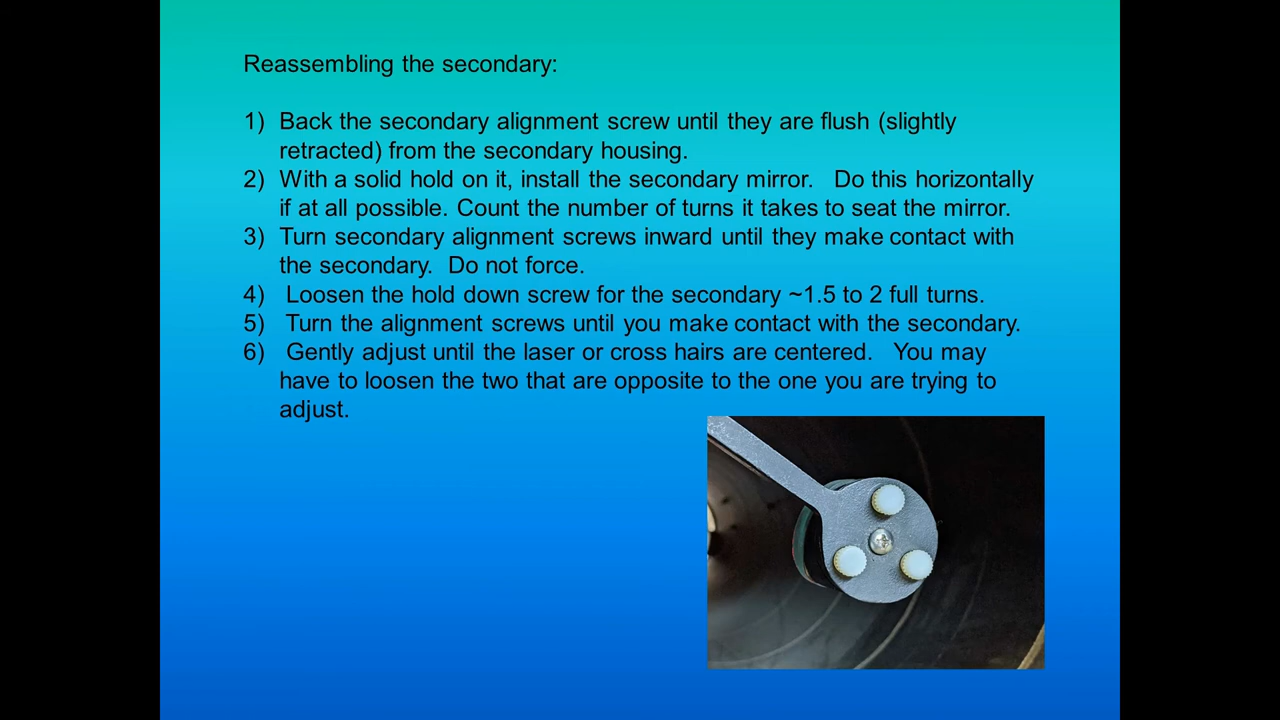 Reassembling the secondary:
1) Back the secondary alignment screw until they are flush (slightly
retracted) from the secondary housing.
2) With a solid hold on it, install the secondary mirror. Do this horizontally
if at all possible. Count the number of turns it takes to seat the mirror.
3) Turn secondary alignment screws inward until they make contact with
the secondary. Do not force.
4) Loosen the hold down screw for the secondary ~1.5 to 2 full turns.
5) Turn the alignment screws until you make contact with the secondary.
6) Gently adjust until the laser or cross hairs are centered. You may
have to loosen the two that are opposite to the one you are trying to
adjust.